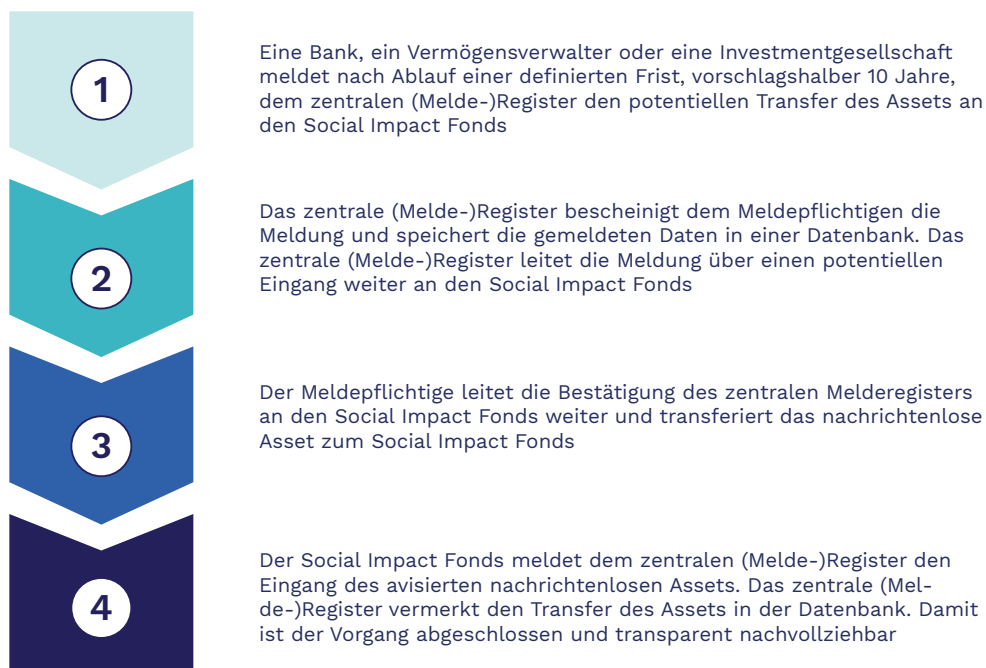 1
Eine Bank, ein Vermögensverwalter oder eine Investmentgesellschaft
meldet nach Ablauf einer definierten Frist, vorschlagshalber 10 Jahre,
dem zentralen (Melde-)Register den potentiellen Transfer des Assets an
den Social Impact Fonds
2
Das zentrale (Melde-)Register bescheinigt dem Meldepflichtigen die
Meldung und speichert die gemeldeten Daten in einer Datenbank. Das
zentrale (Melde-)Register leitet die Meldung über einen potentiellen
Eingang weiter an den Social Impact Fonds
3
Der Meldepflichtige leitet die Bestätigung des zentralen Melderegisters
an den Social Impact Fonds weiter und transferiert das nachrichtenlose
Asset zum Social Impact Fonds
4
Der Social Impact Fonds meldet dem zentralen (Melde-)Register den
Eingang des avisierten nachrichtenlosen Assets. Das zentrale (Mel-
de-)Register vermerkt den Transfer des Assets in der Datenbank. Damit
ist der Vorgang abgeschlossen und transparent nachvollziehbar